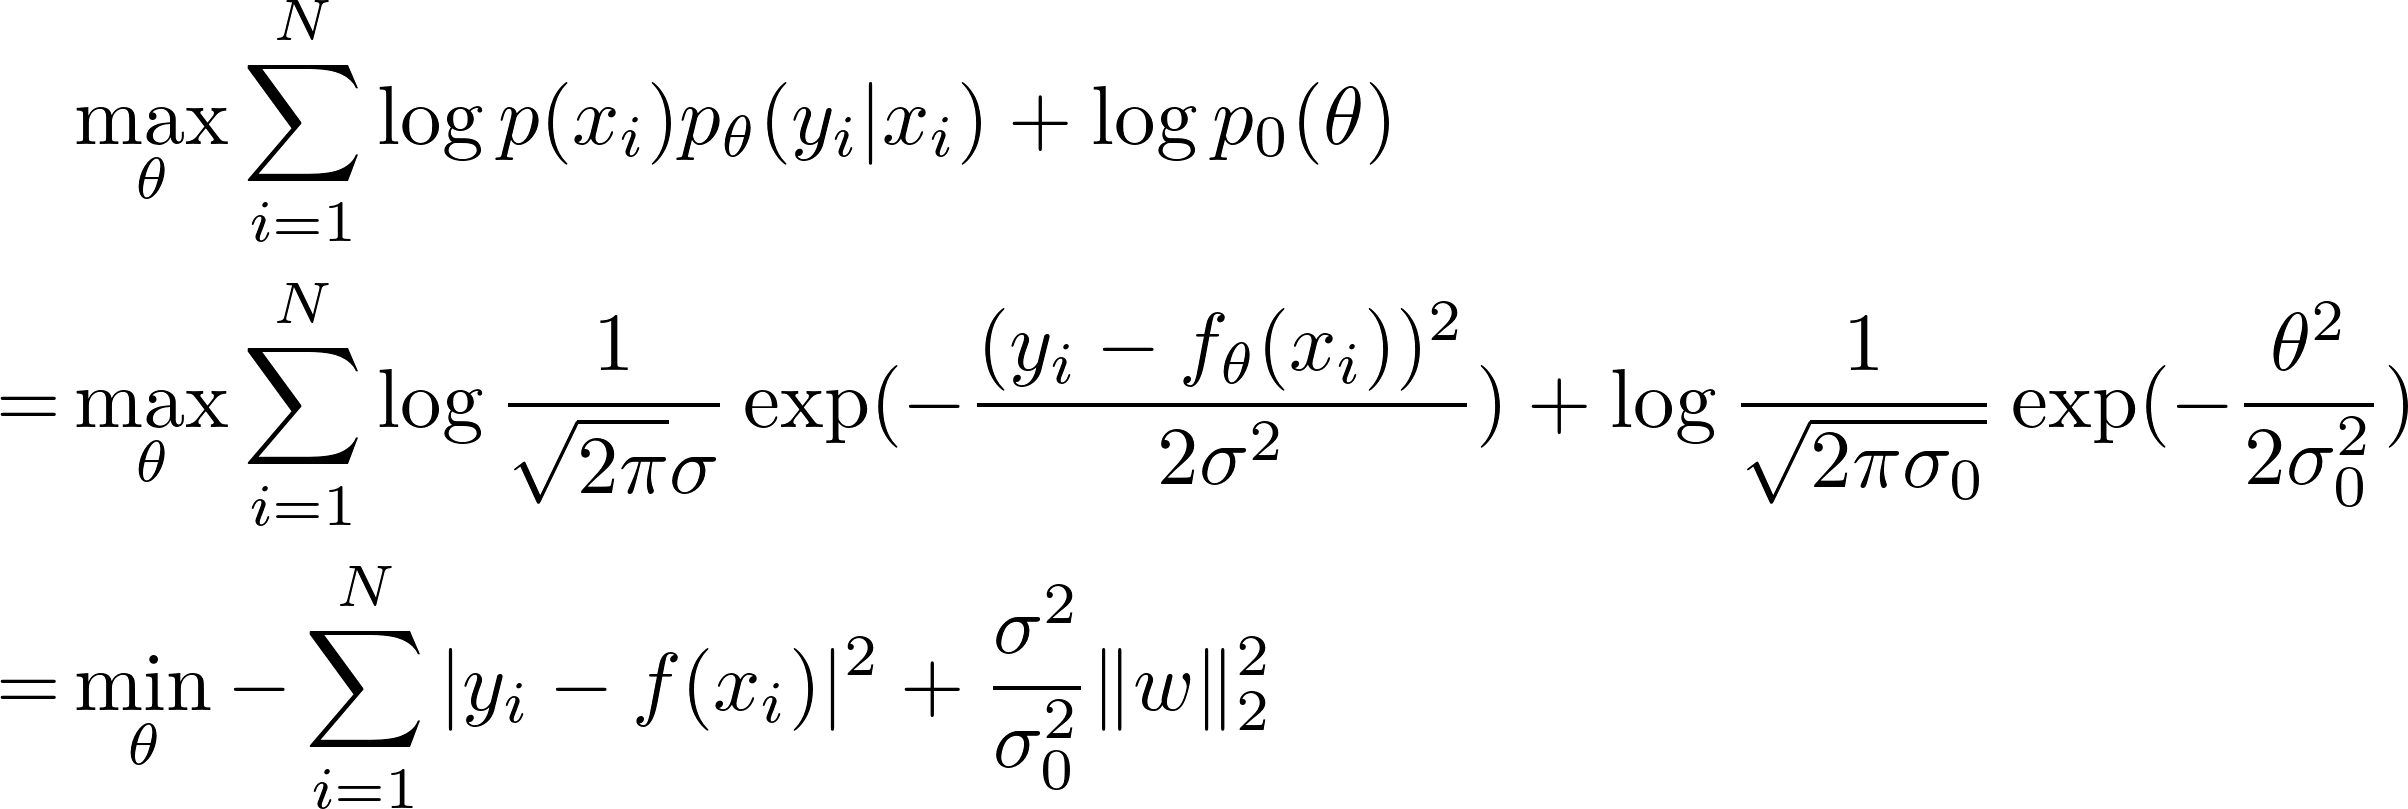 \max_{\theta} \sum_{i=1}^{N} \log p(x_i) p_{\theta}(y_i|x_i) + \log p_0(\theta)
= \max_{\theta} \sum_{i=1}^{N} \log \frac{1}{\sqrt{2\pi}\sigma} \exp(-\frac{(y_i - f_{\theta}(x_i))^2}{2\sigma^2}) + \log \frac{1}{\sqrt{2\pi\sigma_0}} \exp(-\frac{\theta^2}{2\sigma_0^2})
= \min_{\theta} - \sum_{i=1}^{N} |y_i - f(x_i)|^2 + \frac{\sigma^2}{\sigma_0^2} \|w\|_2^2